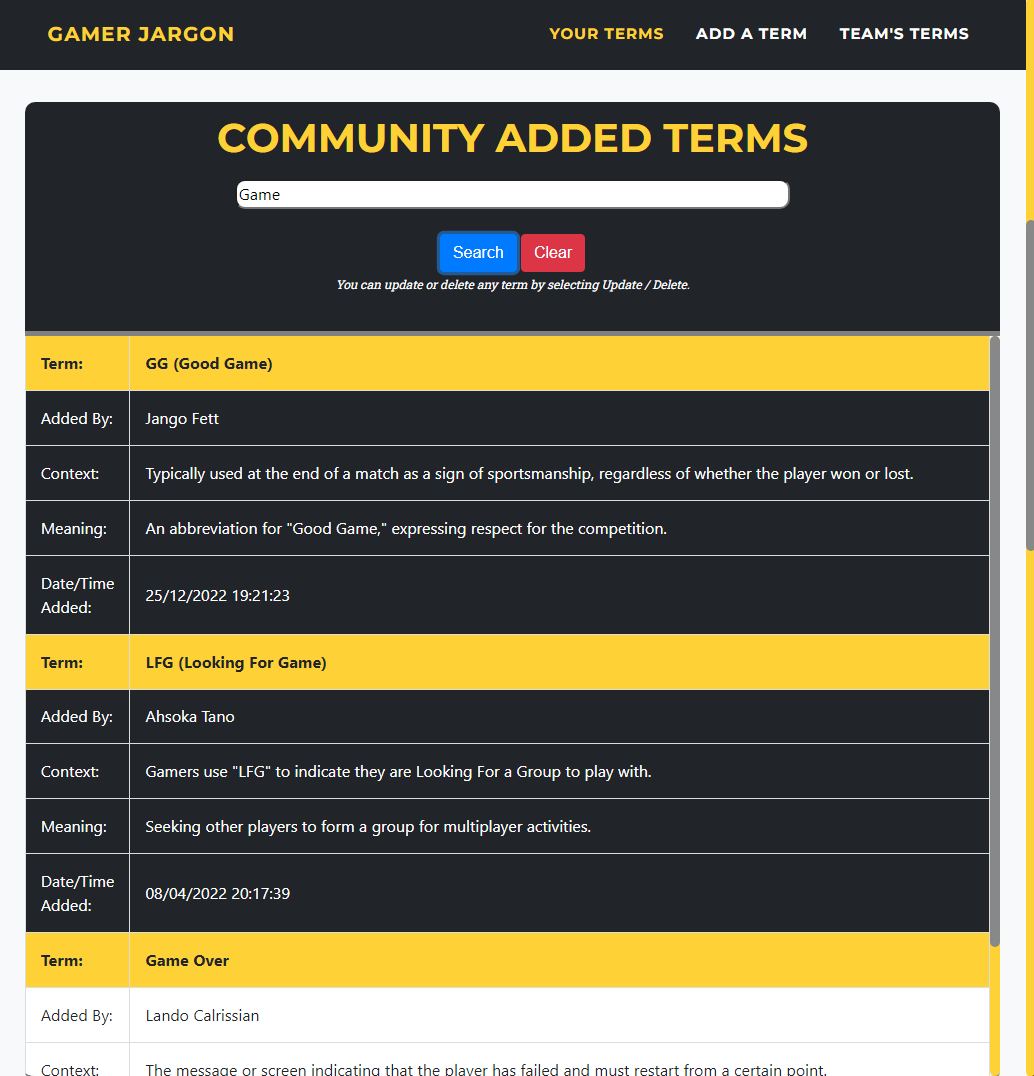 GAMER JARGON YOUR TERMS ADD A TERM TEAM'S TERMS
COMMUNITY ADDED TERMS
Game
Search Clear
You can update or delete any term by selecting Update / Delete.
Term: GG (Good Game)
Added By: Jango Fett
Context: Typically used at the end of a match as a sign of sportsmanship, regardless of whether the player won or lost.
Meaning: An abbreviation for "Good Game," expressing respect for the competition.
Date/Time
Added: 25/12/2022 19:21:23
Term: LFG (Looking For Game)
Added By: Ahsoka Tano
Context: Gamers use "LFG" to indicate they are Looking For a Group to play with.
Meaning: Seeking other players to form a group for multiplayer activities.
Date/Time
Added: 08/04/2022 20:17:39
Term: Game Over
Added By: Lando Calrissian
Context: The message or screen indicating that the player has failed and must restart from a certain point.